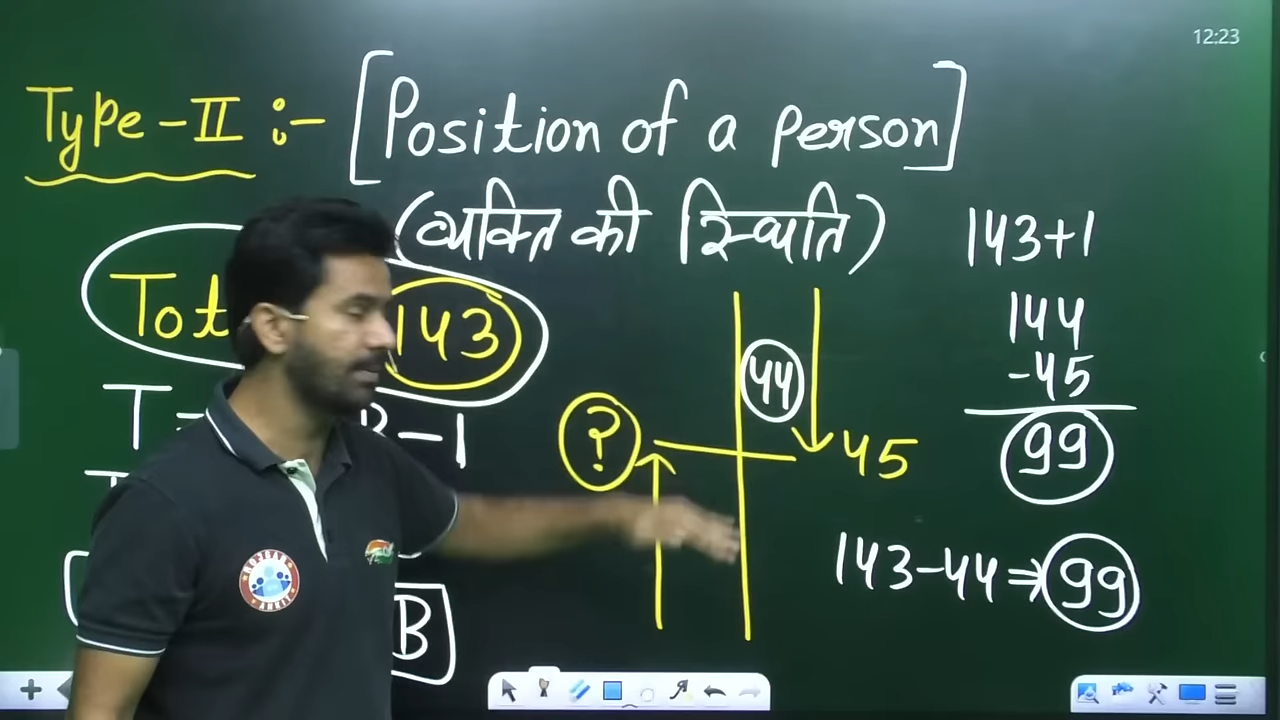 12:23
Type-II :- [Position of a person]
(व्यक्ति की स्थिति)
Tot 143
T= B-1
B
?
44
45
143+1
144
-45
99
143-44⇒99